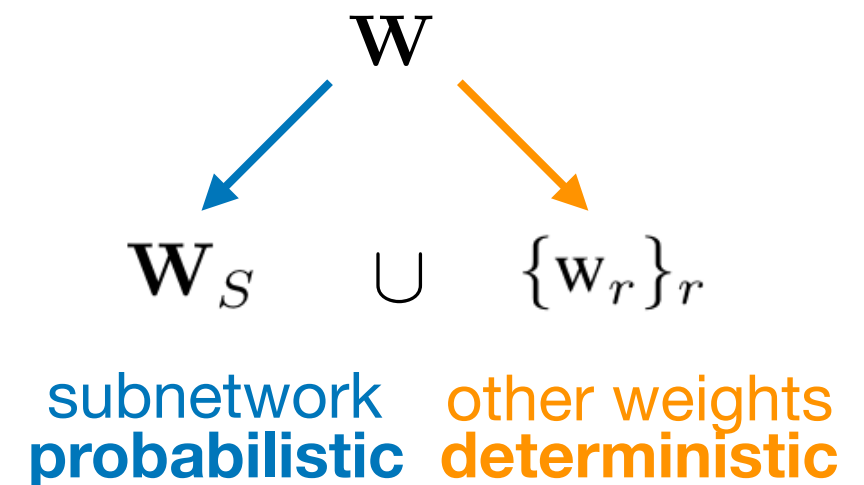 W
W_S ∪ {w_r}_r
subnetwork other weights
probabilistic deterministic